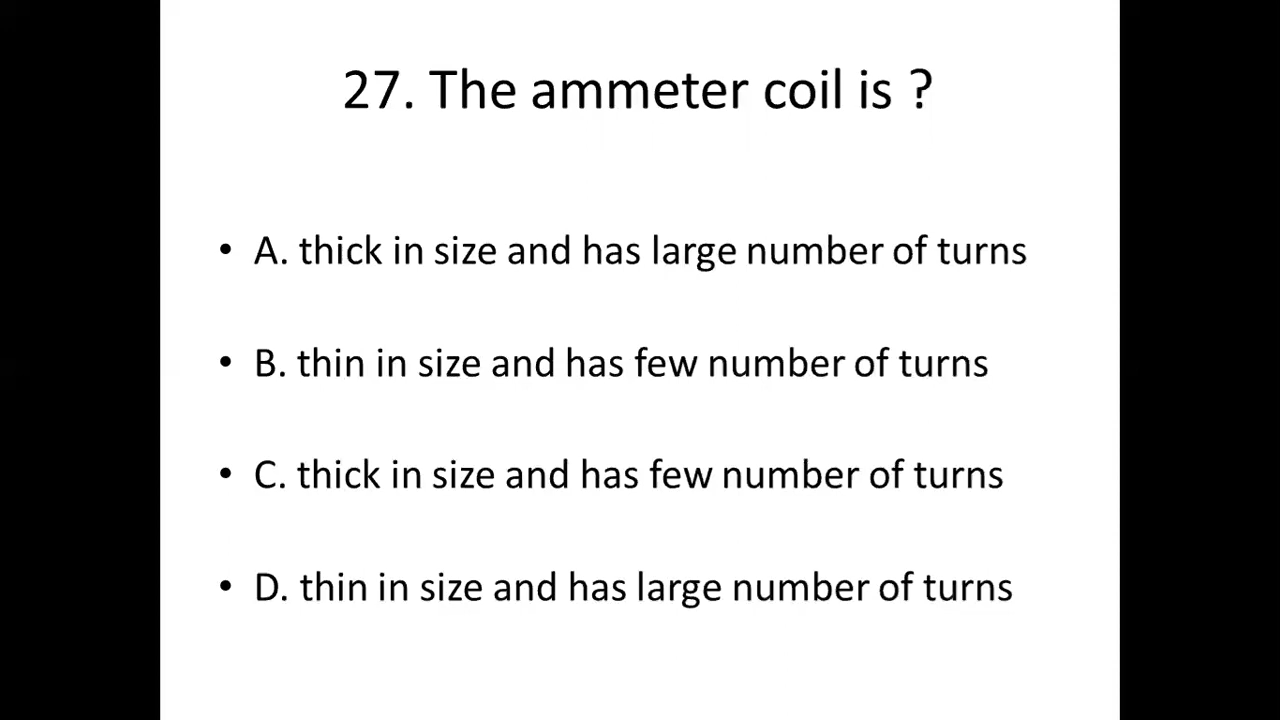 27. The ammeter coil is ?
• A. thick in size and has large number of turns
• B. thin in size and has few number of turns
• C. thick in size and has few number of turns
• D. thin in size and has large number of turns